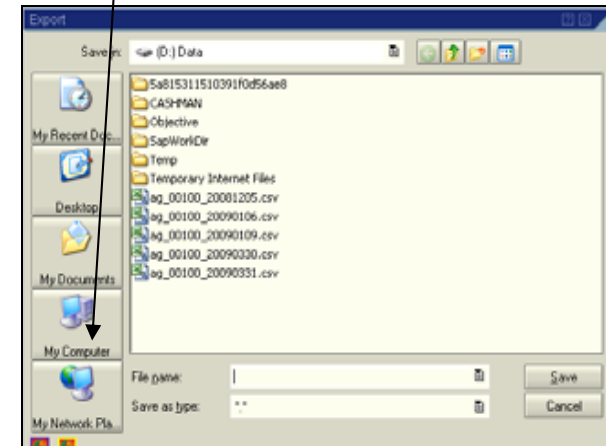 Export
Save in: (D:) Data
5a815311510391f0d56ae8
CASHMAN
Objective
SapWorkDir
Temp
Temporary Internet Files
ag_00100_20081205.csv
ag_00100_20090106.csv
ag_00100_20090109.csv
ag_00100_20090330.csv
ag_00100_20090331.csv
My Recent Doc...
Desktop
My Documents
My Computer
My Network Pla...
File name:
Save
Save as type: *.*
Cancel